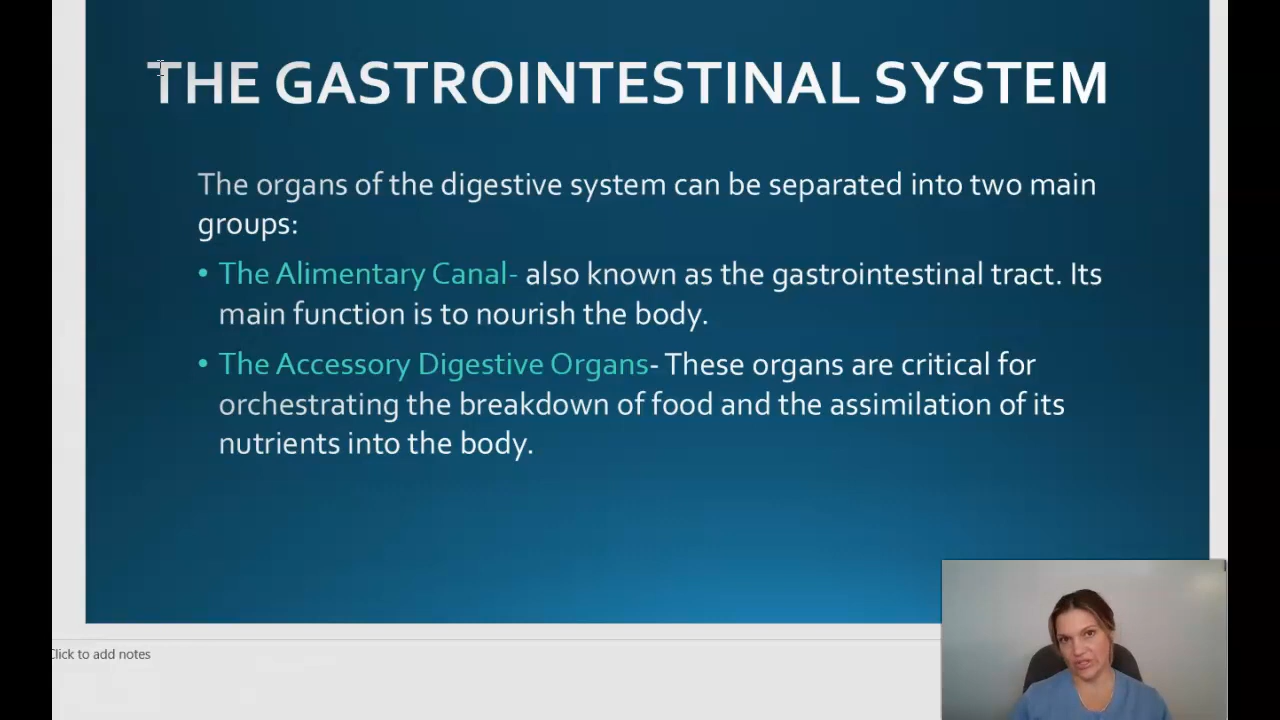 THE GASTROINTESTINAL SYSTEM
The organs of the digestive system can be separated into two main
groups:
• The Alimentary Canal- also known as the gastrointestinal tract. Its
main function is to nourish the body.
• The Accessory Digestive Organs- These organs are critical for
orchestrating the breakdown of food and the assimilation of its
nutrients into the body.
Click to add notes